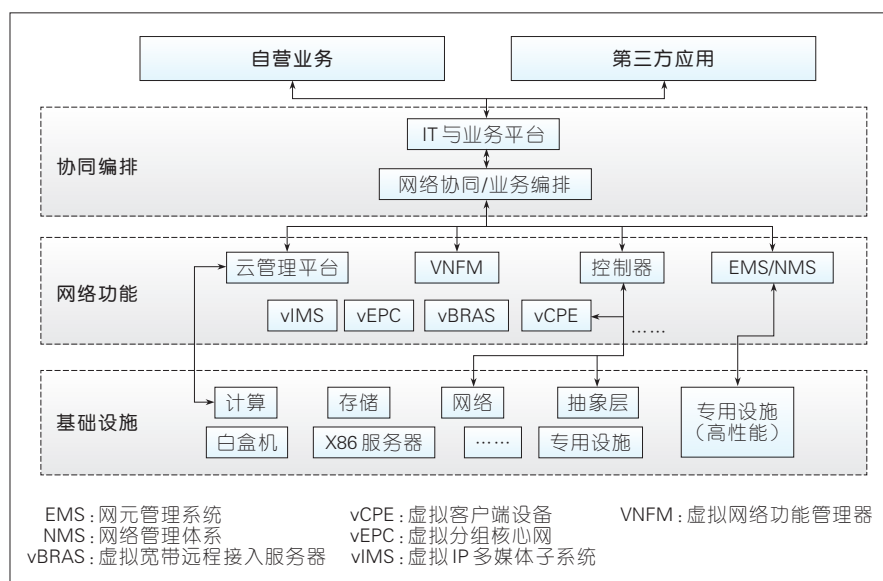 自营业务 第三方应用
IT与业务平台
协同编排
网络协同/业务编排
云管理平台 VNFM 控制器 EMS/NMS
网络功能
vIMS vEPC vBRAS vCPE ……
计算 存储 网络 抽象层 专用设施
基础设施 （高性能）
白盒机 X86服务器 …… 专用设施
EMS：网元管理系统 vCPE：虚拟客户端设备 VNFM：虚拟网络功能管理器
NMS：网络管理体系 vEPC：虚拟分组核心网
vBRAS：虚拟宽带远程接入服务器 vIMS：虚拟IP多媒体子系统